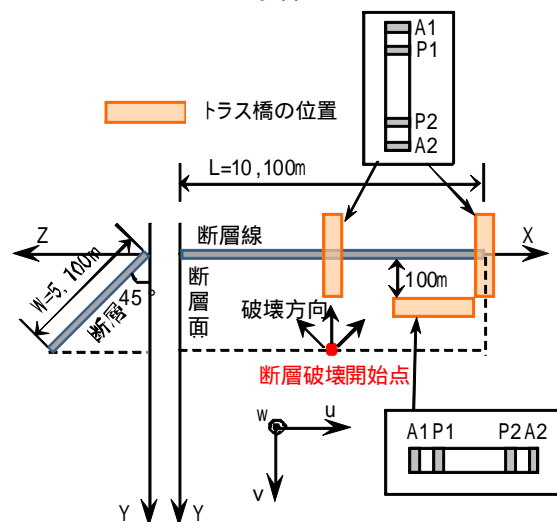 A1
P1
P2
A2
トラス橋の位置
L=10,100m
Z
断層線
X
W=5,100m
45°
断層
断層面
100m
破壊方向
断層破壊開始点
w
u
v
A1 P1 P2 A2
Y
Y